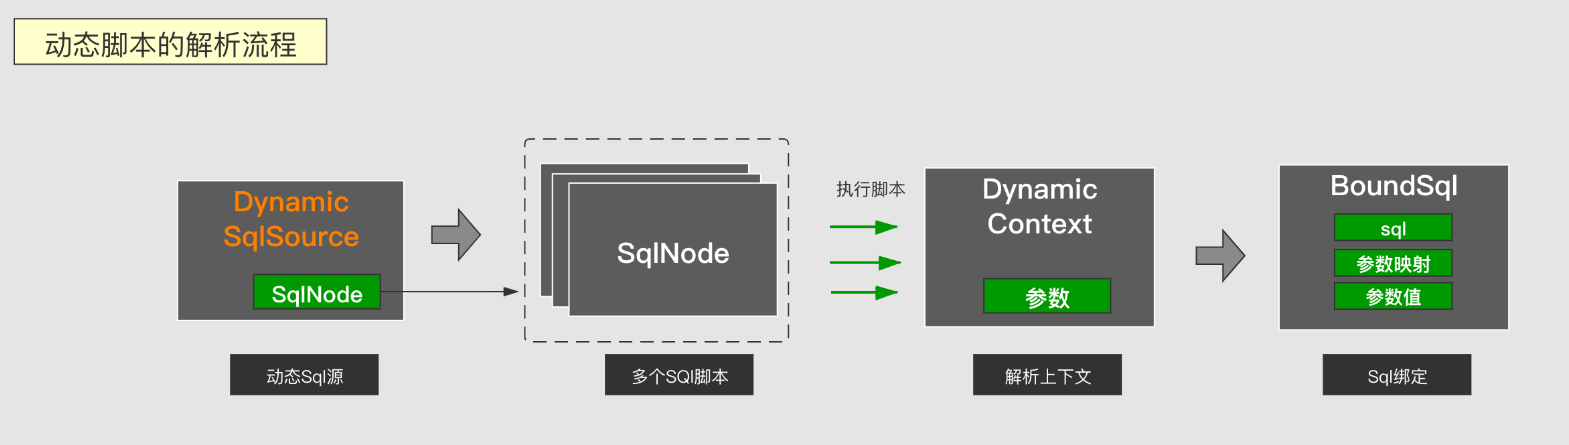 动态脚本的解析流程
Dynamic
SqlSource
SqlNode
动态Sql源
SqlNode
多个SQl脚本
执行脚本
Dynamic
Context
参数
解析上下文
BoundSql
sql
参数映射
参数值
Sql绑定